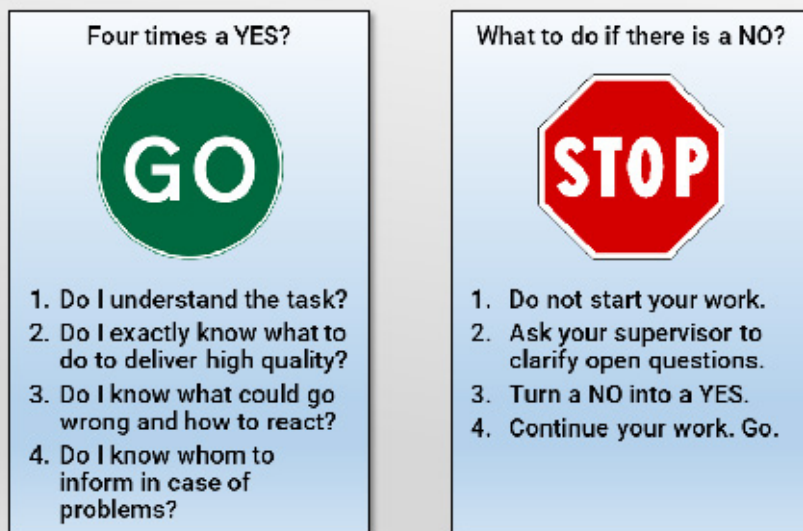 Four times a YES?
GO
1. Do I understand the task?
2. Do I exactly know what to
do to deliver high quality?
3. Do I know what could go
wrong and how to react?
4. Do I know whom to
inform in case of
problems?
What to do if there is a NO?
STOP
1. Do not start your work.
2. Ask your supervisor to
clarify open questions.
3. Turn a NO into a YES.
4. Continue your work. Go.